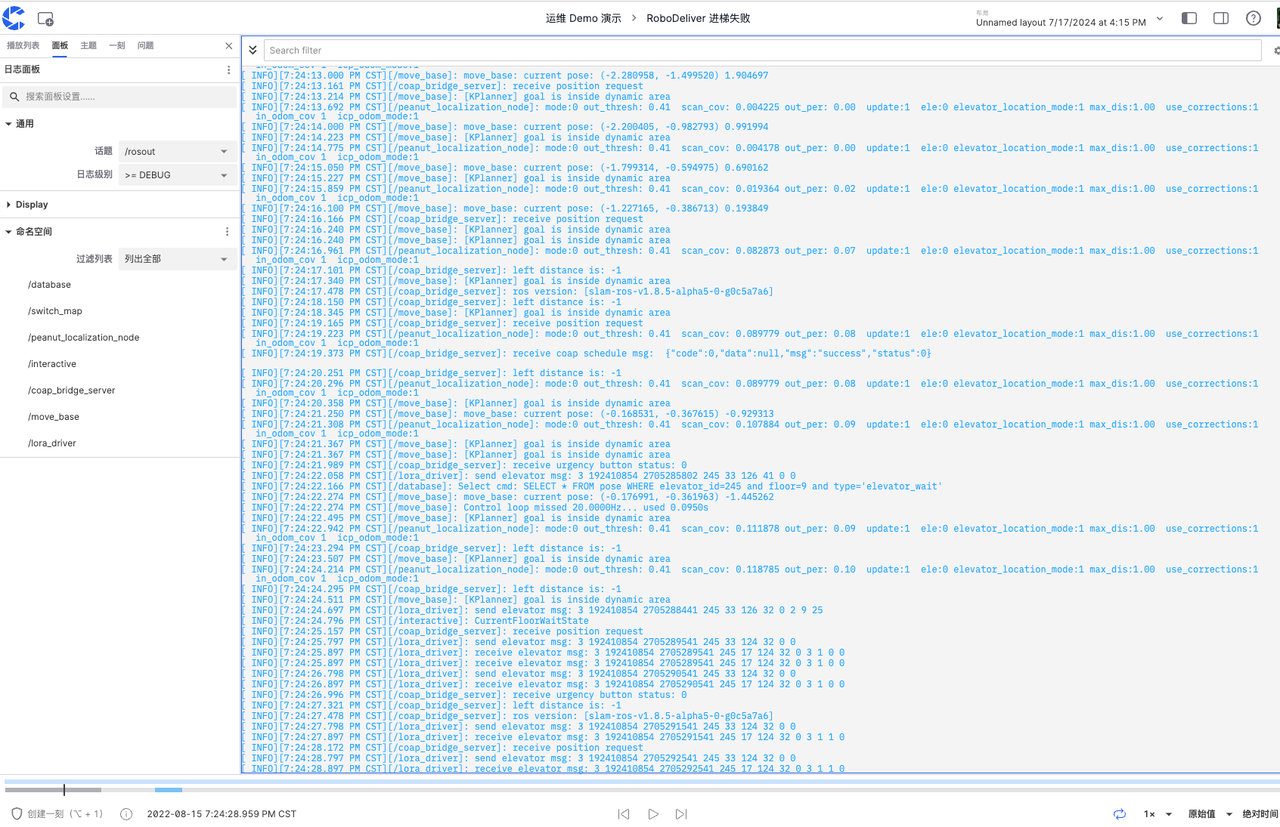 运维 Demo 演示 > RoboDeliver 进梯失败
布局
Unnamed layout 7/17/2024 at 4:15 PM
播放列表 面板 主题 一刻 问题
日志面板
搜索面板设置......
通用
话题 /rosout
日志级别 >= DEBUG
Display
命名空间
过滤列表 列出全部
/database
/switch_map
/peanut_localization_node
/interactive
/coap_bridge_server
/move_base
/lora_driver
Search filter
in_odom_cov 1  icp_odom_mode:1
[ INFO][7:24:13.000 PM CST][/move_base]: move_base: current pose: (-2.280958, -1.499520) 1.904697
[ INFO][7:24:13.161 PM CST][/coap_bridge_server]: receive position request
[ INFO][7:24:13.214 PM CST][/move_base]: [KPlanner] goal is inside dynamic area
[ INFO][7:24:13.692 PM CST][/peanut_localization_node]: mode:0 out_thresh: 0.41  scan_cov: 0.004225 out_per: 0.00  update:1  ele:0 elevator_location_mode:1 max_dis:1.00  use_corrections:1
in_odom_cov 1  icp_odom_mode:1
[ INFO][7:24:14.000 PM CST][/move_base]: move_base: current pose: (-2.200405, -0.982793) 0.991994
[ INFO][7:24:14.223 PM CST][/move_base]: [KPlanner] goal is inside dynamic area
[ INFO][7:24:14.775 PM CST][/peanut_localization_node]: mode:0 out_thresh: 0.41  scan_cov: 0.004178 out_per: 0.00  update:1  ele:0 elevator_location_mode:1 max_dis:1.00  use_corrections:1
in_odom_cov 1  icp_odom_mode:1
[ INFO][7:24:15.050 PM CST][/move_base]: move_base: current pose: (-1.799314, -0.594975) 0.690162
[ INFO][7:24:15.227 PM CST][/move_base]: [KPlanner] goal is inside dynamic area
[ INFO][7:24:15.859 PM CST][/peanut_localization_node]: mode:0 out_thresh: 0.41  scan_cov: 0.019364 out_per: 0.02  update:1  ele:0 elevator_location_mode:1 max_dis:1.00  use_corrections:1
in_odom_cov 1  icp_odom_mode:1
[ INFO][7:24:16.100 PM CST][/move_base]: move_base: current pose: (-1.227165, -0.386713) 0.193849
[ INFO][7:24:16.166 PM CST][/coap_bridge_server]: receive position request
[ INFO][7:24:16.240 PM CST][/move_base]: [KPlanner] goal is inside dynamic area
[ INFO][7:24:16.240 PM CST][/move_base]: [KPlanner] goal is inside dynamic area
[ INFO][7:24:16.961 PM CST][/peanut_localization_node]: mode:0 out_thresh: 0.41  scan_cov: 0.082873 out_per: 0.07  update:1  ele:0 elevator_location_mode:1 max_dis:1.00  use_corrections:1
in_odom_cov 1  icp_odom_mode:1
[ INFO][7:24:17.101 PM CST][/coap_bridge_server]: left distance is: -1
[ INFO][7:24:17.340 PM CST][/move_base]: [KPlanner] goal is inside dynamic area
[ INFO][7:24:17.478 PM CST][/coap_bridge_server]: ros version: [slam-ros-v1.8.5-alpha5-0-g0c5a7a6]
[ INFO][7:24:18.150 PM CST][/coap_bridge_server]: left distance is: -1
[ INFO][7:24:18.345 PM CST][/move_base]: [KPlanner] goal is inside dynamic area
[ INFO][7:24:19.165 PM CST][/coap_bridge_server]: receive position request
[ INFO][7:24:19.223 PM CST][/peanut_localization_node]: mode:0 out_thresh: 0.41  scan_cov: 0.089779 out_per: 0.08  update:1  ele:0 elevator_location_mode:1 max_dis:1.00  use_corrections:1
in_odom_cov 1  icp_odom_mode:1
[ INFO][7:24:19.373 PM CST][/coap_bridge_server]: receive coap schedule msg:  {"code":0,"data":null,"msg":"success","status":0}
[ INFO][7:24:20.251 PM CST][/coap_bridge_server]: left distance is: -1
[ INFO][7:24:20.296 PM CST][/peanut_localization_node]: mode:0 out_thresh: 0.41  scan_cov: 0.089779 out_per: 0.08  update:1  ele:0 elevator_location_mode:1 max_dis:1.00  use_corrections:1
in_odom_cov 1  icp_odom_mode:1
[ INFO][7:24:20.358 PM CST][/move_base]: [KPlanner] goal is inside dynamic area
[ INFO][7:24:21.250 PM CST][/move_base]: move_base: current pose: (-0.168531, -0.367615) -0.929313
[ INFO][7:24:21.308 PM CST][/peanut_localization_node]: mode:0 out_thresh: 0.41  scan_cov: 0.107884 out_per: 0.09  update:1  ele:0 elevator_location_mode:1 max_dis:1.00  use_corrections:1
in_odom_cov 1  icp_odom_mode:1
[ INFO][7:24:21.367 PM CST][/move_base]: [KPlanner] goal is inside dynamic area
[ INFO][7:24:21.367 PM CST][/move_base]: [KPlanner] goal is inside dynamic area
[ INFO][7:24:21.989 PM CST][/coap_bridge_server]: receive urgency button status: 0
[ INFO][7:24:22.058 PM CST][/lora_driver]: send elevator msg: 3 192410854 2705285802 245 33 126 41 0 0
[ INFO][7:24:22.166 PM CST][/database]: Select cmd: SELECT * FROM pose WHERE elevator_id=245 and floor=9 and type='elevator_wait'
[ INFO][7:24:22.274 PM CST][/move_base]: move_base: current pose: (-0.176991, -0.361963) -1.445262
[ INFO][7:24:22.274 PM CST][/move_base]: Control loop missed 20.0000Hz... used 0.0950s
[ INFO][7:24:22.495 PM CST][/move_base]: [KPlanner] goal is inside dynamic area
[ INFO][7:24:22.942 PM CST][/peanut_localization_node]: mode:0 out_thresh: 0.41  scan_cov: 0.111878 out_per: 0.09  update:1  ele:0 elevator_location_mode:1 max_dis:1.00  use_corrections:1
in_odom_cov 1  icp_odom_mode:1
[ INFO][7:24:23.294 PM CST][/coap_bridge_server]: left distance is: -1
[ INFO][7:24:23.507 PM CST][/move_base]: [KPlanner] goal is inside dynamic area
[ INFO][7:24:24.214 PM CST][/peanut_localization_node]: mode:0 out_thresh: 0.41  scan_cov: 0.118785 out_per: 0.10  update:1  ele:0 elevator_location_mode:1 max_dis:1.00  use_corrections:1
in_odom_cov 1  icp_odom_mode:1
[ INFO][7:24:24.295 PM CST][/coap_bridge_server]: left distance is: -1
[ INFO][7:24:24.511 PM CST][/move_base]: [KPlanner] goal is inside dynamic area
[ INFO][7:24:24.697 PM CST][/lora_driver]: send elevator msg: 3 192410854 2705288441 245 33 126 32 0 2 9 25
[ INFO][7:24:24.796 PM CST][/interactive]: CurrentFloorWaitState
[ INFO][7:24:25.157 PM CST][/coap_bridge_server]: receive position request
[ INFO][7:24:25.797 PM CST][/lora_driver]: send elevator msg: 3 192410854 2705289541 245 33 124 32 0 0
[ INFO][7:24:25.897 PM CST][/lora_driver]: receive elevator msg: 3 192410854 2705289541 245 17 124 32 0 3 1 0 0
[ INFO][7:24:25.897 PM CST][/lora_driver]: receive elevator msg: 3 192410854 2705289541 245 17 124 32 0 3 1 0 0
[ INFO][7:24:26.798 PM CST][/lora_driver]: send elevator msg: 3 192410854 2705290541 245 33 124 32 0 0
[ INFO][7:24:26.897 PM CST][/lora_driver]: receive elevator msg: 3 192410854 2705290541 245 17 124 32 0 3 1 0 0
[ INFO][7:24:26.996 PM CST][/coap_bridge_server]: receive urgency button status: 0
[ INFO][7:24:27.321 PM CST][/coap_bridge_server]: left distance is: -1
[ INFO][7:24:27.478 PM CST][/coap_bridge_server]: ros version: [slam-ros-v1.8.5-alpha5-0-g0c5a7a6]
[ INFO][7:24:27.798 PM CST][/lora_driver]: send elevator msg: 3 192410854 2705291541 245 33 124 32 0 0
[ INFO][7:24:27.897 PM CST][/lora_driver]: receive elevator msg: 3 192410854 2705291541 245 17 124 32 0 3 1 1 0
[ INFO][7:24:28.172 PM CST][/coap_bridge_server]: receive position request
[ INFO][7:24:28.797 PM CST][/lora_driver]: send elevator msg: 3 192410854 2705292541 245 33 124 32 0 0
[ INFO][7:24:28.897 PM CST][/lora_driver]: receive elevator msg: 3 192410854 2705292541 245 17 124 32 0 3 1 1 0
创建一刻 (⌥ + 1) 2022-08-15 7:24:28.959 PM CST 1× 原始值 绝对时间